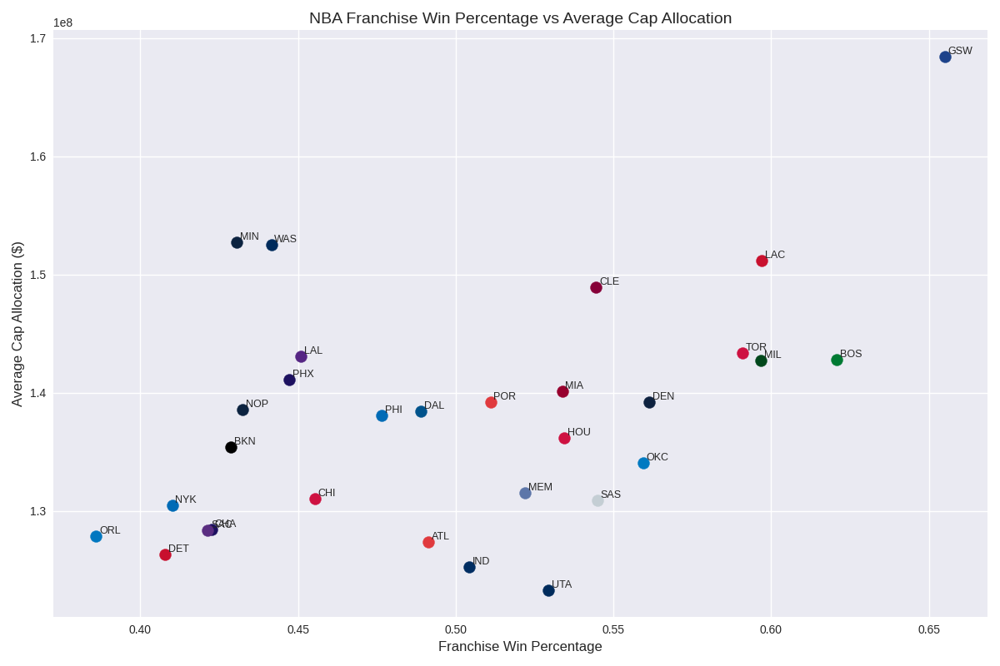 NBA Franchise Win Percentage vs Average Cap Allocation
1e8
1.7
1.6
1.5
1.4
1.3
Average Cap Allocation ($)
GSW
MIN
WAS
LAC
CLE
LAL
TOR
MIL
BOS
PHX
MIA
NOP
PHI
DAL
POR
DEN
BKN
HOU
OKC
NYK
CHI
MEM
SAS
ORL
SAC
CHA
DET
ATL
IND
UTA
0.40
0.45
0.50
0.55
0.60
0.65
Franchise Win Percentage